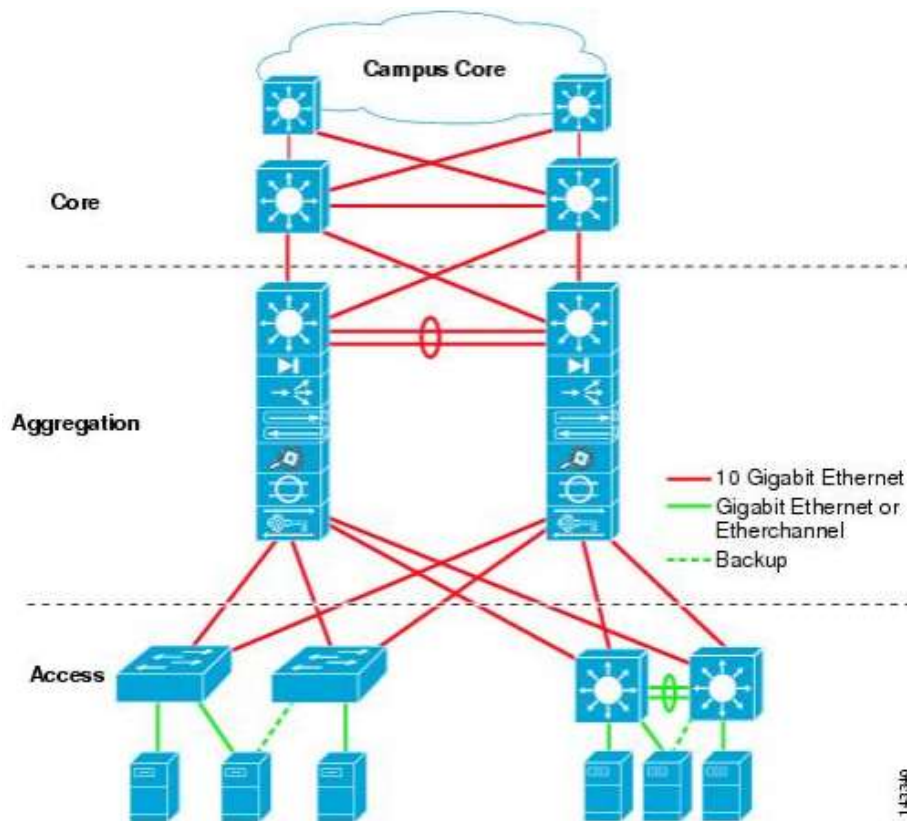 Campus Core
Core
Aggregation
10 Gigabit Ethernet
Gigabit Ethernet or
Etherchannel
Backup
Access